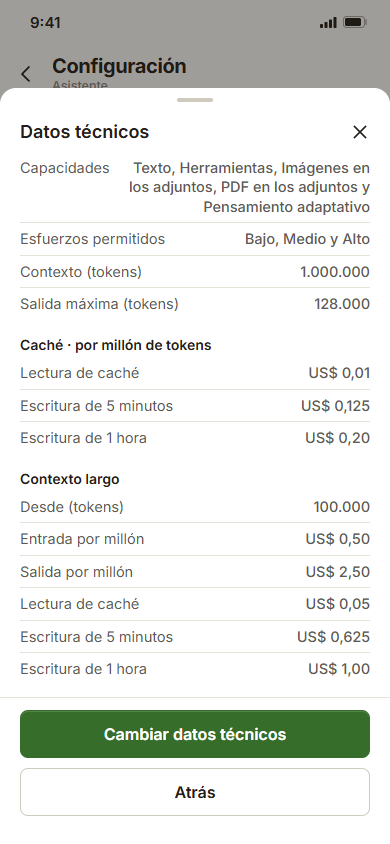 9:41
Configuración
Asistente
Datos técnicos
Capacidades Texto, Herramientas, Imágenes en
los adjuntos, PDF en los adjuntos y
Pensamiento adaptativo
Esfuerzos permitidos Bajo, Medio y Alto
Contexto (tokens) 1.000.000
Salida máxima (tokens) 128.000
Caché · por millón de tokens
Lectura de caché US$ 0,01
Escritura de 5 minutos US$ 0,125
Escritura de 1 hora US$ 0,20
Contexto largo
Desde (tokens) 100.000
Entrada por millón US$ 0,50
Salida por millón US$ 2,50
Lectura de caché US$ 0,05
Escritura de 5 minutos US$ 0,625
Escritura de 1 hora US$ 1,00
Cambiar datos técnicos
Atrás